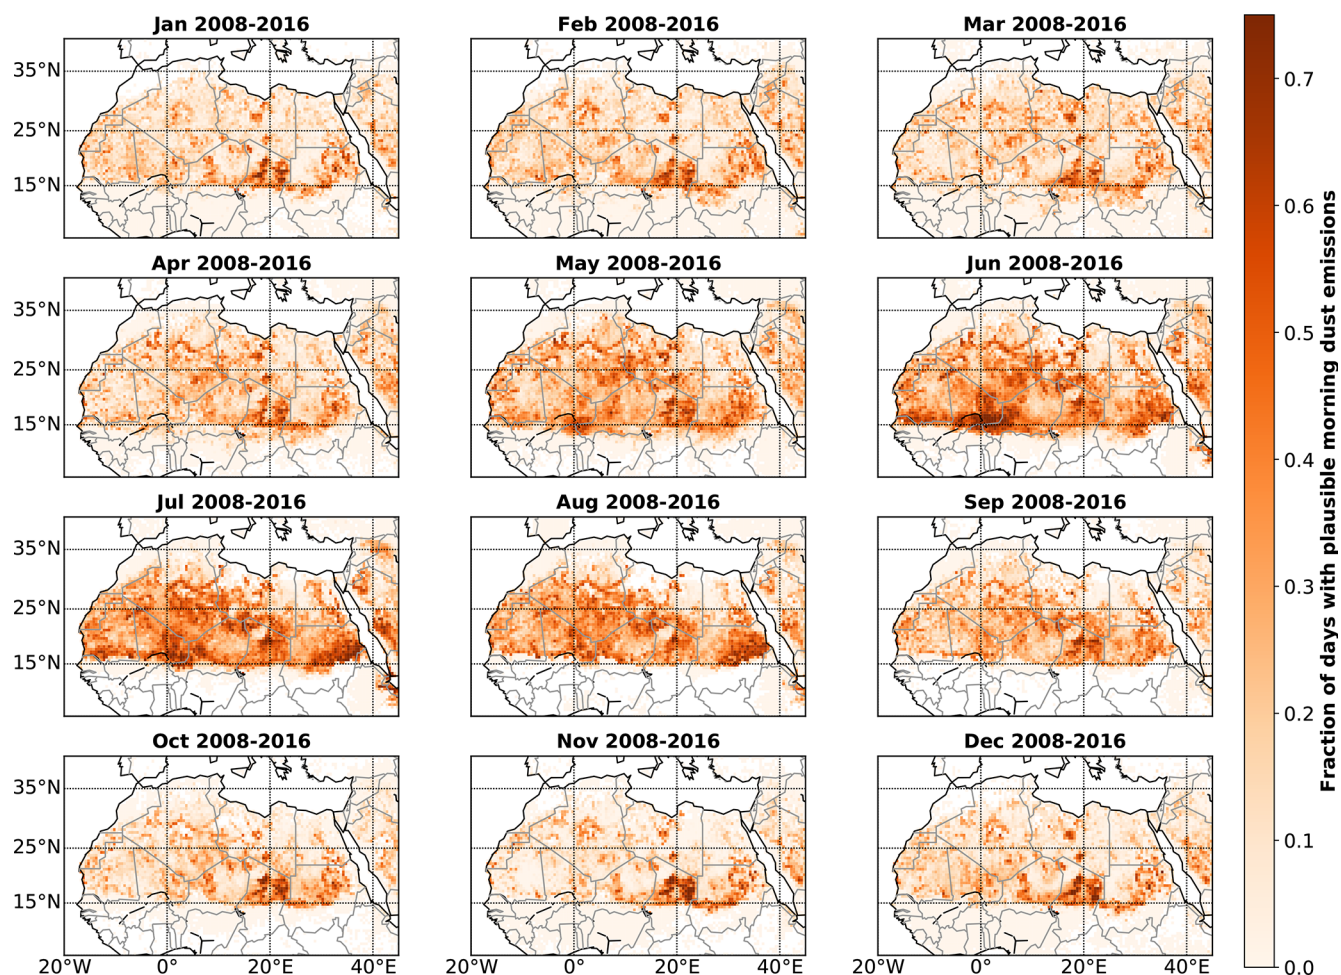 Jan 2008-2016 Feb 2008-2016 Mar 2008-2016
35°N
25°N
15°N
Apr 2008-2016 May 2008-2016 Jun 2008-2016
35°N
25°N
15°N
Jul 2008-2016 Aug 2008-2016 Sep 2008-2016
35°N
25°N
15°N
Oct 2008-2016 Nov 2008-2016 Dec 2008-2016
35°N
25°N
15°N
20°W 0° 20°E 40°E 20°W 0° 20°E 40°E 20°W 0° 20°E 40°E
0.7
0.6
0.5
0.4
0.3
0.2
0.1
0.0
Fraction of days with plausible morning dust emissions